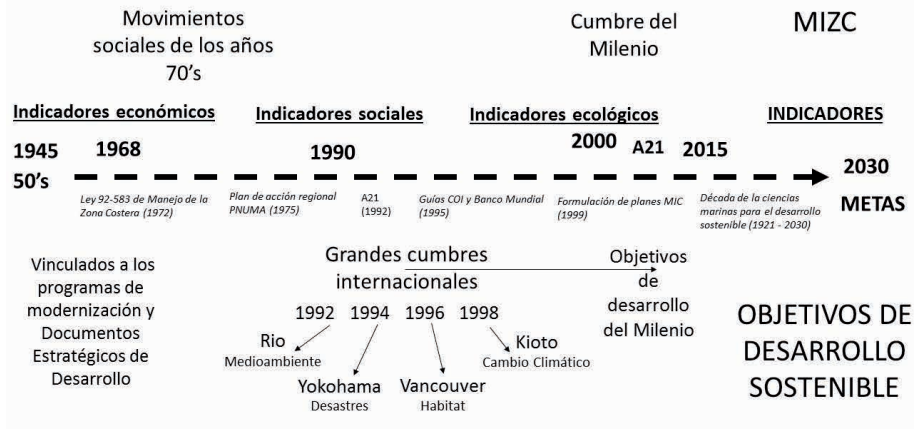 Movimientos
sociales de los años
70's
Cumbre del
Milenio
MIZC
Indicadores económicos
Indicadores sociales
Indicadores ecológicos
INDICADORES
1945
1968
1990
2000
A21
2015
2030
50's
METAS
Ley 92-583 de Manejo de la
Zona Costera (1972)
Plan de acción regional
PNUMA (1975)
A21
(1992)
Guías COI y Banco Mundial
(1995)
Formulación de planes MIC
(1999)
Década de la ciencias
marinas para el desarrollo
sostenible (1921 - 2030)
Vinculados a los
programas de
modernización y
Documentos
Estratégicos de
Desarrollo
Grandes cumbres
internacionales
1992 1994 1996 1998
Rio
Medioambiente
Yokohama
Desastres
Vancouver
Habitat
Kioto
Cambio Climático
Objetivos
de
desarrollo
del Milenio
OBJETIVOS DE
DESARROLLO
SOSTENIBLE